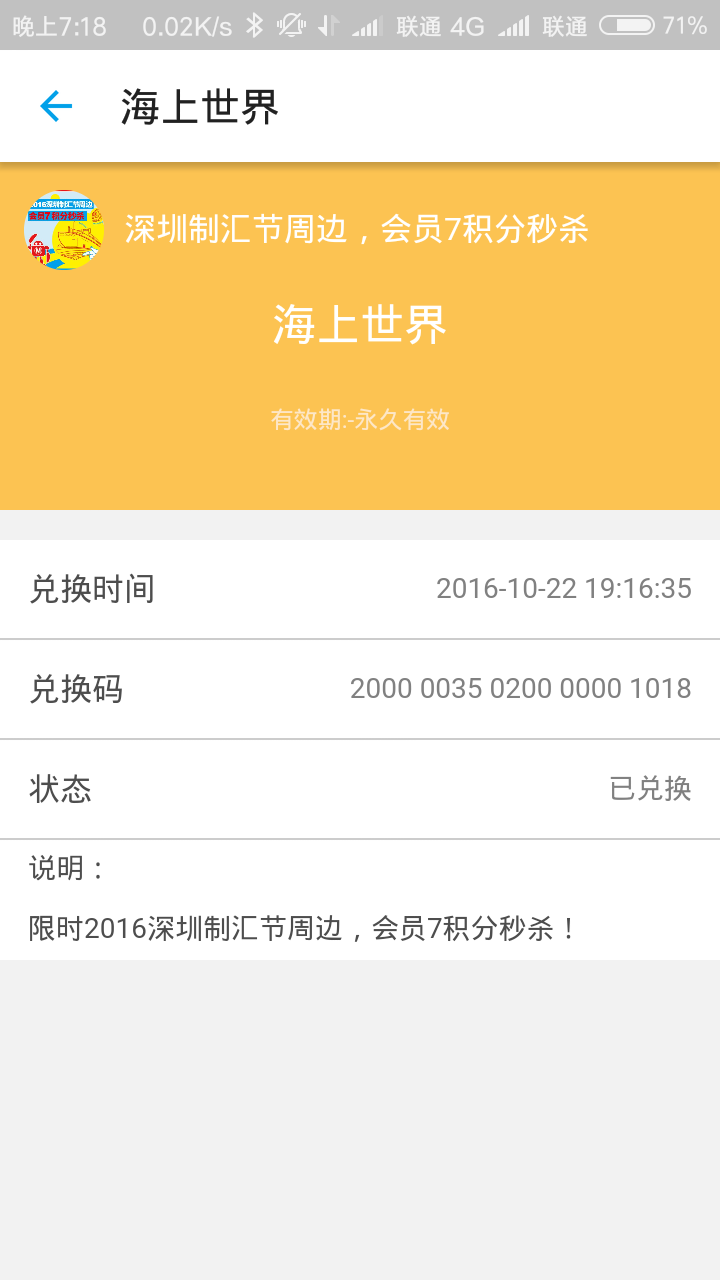 晚上7:18 0.02K/s 联通 4G 联通 71%
海上世界
2016深圳制汇节周边
会员7积分秒杀
深圳制汇节周边，会员7积分秒杀
海上世界
有效期:-永久有效
兑换时间 2016-10-22 19:16:35
兑换码 2000 0035 0200 0000 1018
状态 已兑换
说明：
限时2016深圳制汇节周边，会员7积分秒杀！